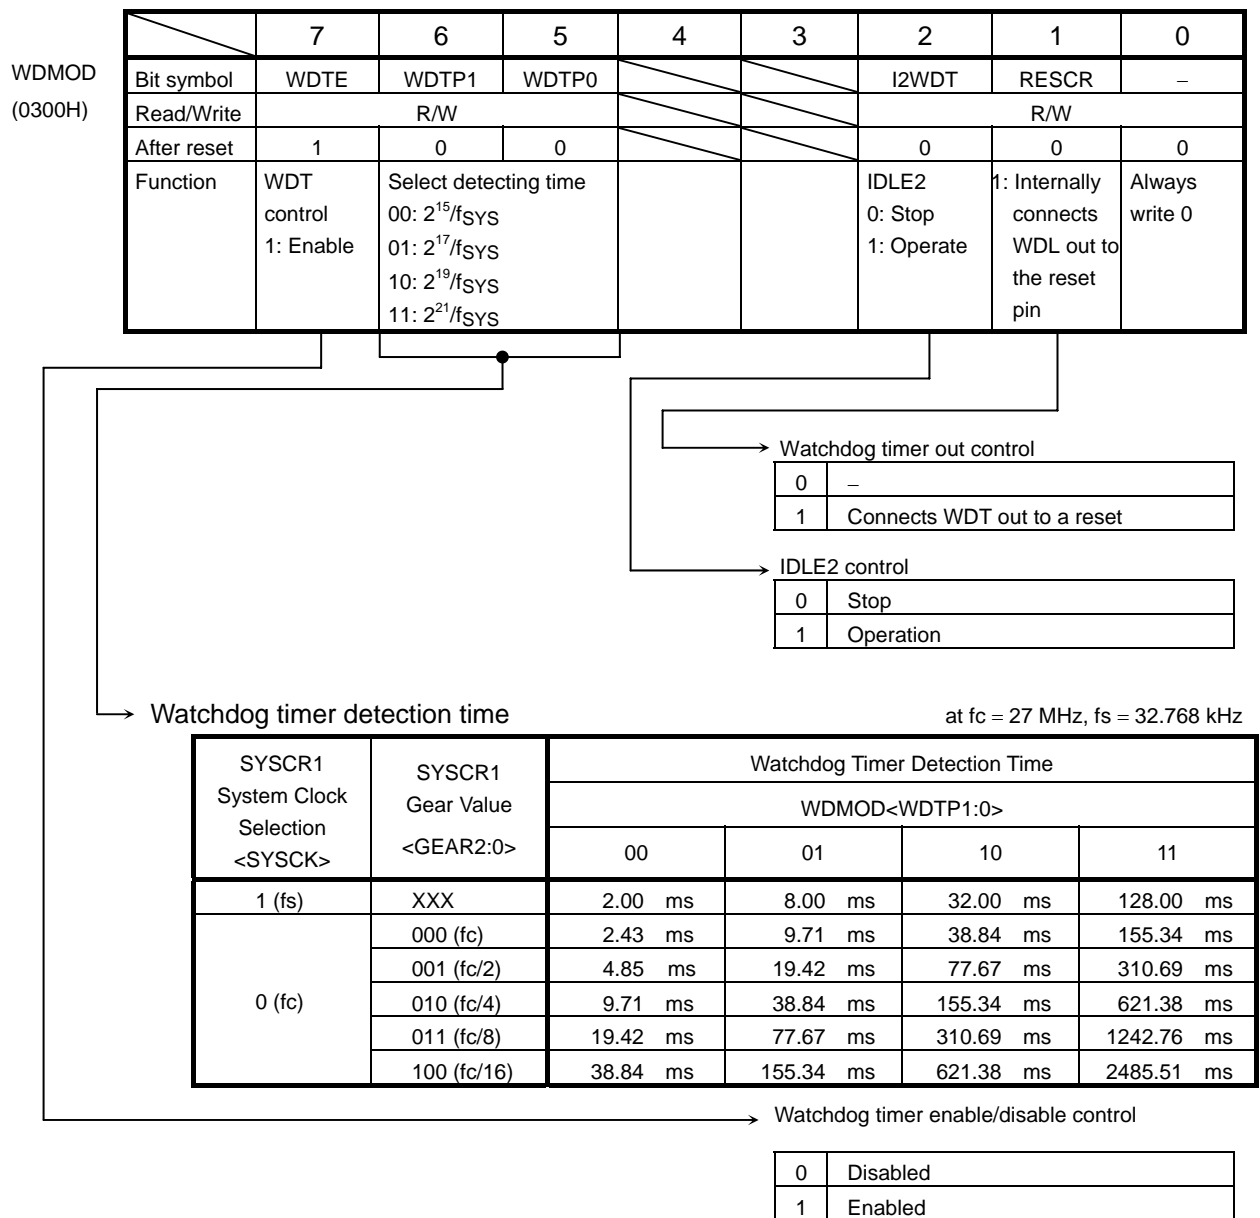 7 6 5 4 3 2 1 0
WDMOD
(0300H)
Bit symbol WDTE WDTP1 WDTP0 I2WDT RESCR –
Read/Write R/W R/W
After reset 1 0 0 0 0 0
Function WDT Select detecting time IDLE2 1: Internally Always
control 00: 2^15/fSYS 0: Stop connects write 0
1: Enable 01: 2^17/fSYS 1: Operate WDL out to
10: 2^19/fSYS the reset
11: 2^21/fSYS pin
Watchdog timer out control
0 –
1 Connects WDT out to a reset
IDLE2 control
0 Stop
1 Operation
Watchdog timer detection time at fc = 27 MHz, fs = 32.768 kHz
SYSCR1 System Clock Selection <SYSCK> SYSCR1 Gear Value <GEAR2:0> Watchdog Timer Detection Time
WDMOD<WDTP1:0>
00 01 10 11
1 (fs) XXX 2.00 ms 8.00 ms 32.00 ms 128.00 ms
0 (fc) 000 (fc) 2.43 ms 9.71 ms 38.84 ms 155.34 ms
001 (fc/2) 4.85 ms 19.42 ms 77.67 ms 310.69 ms
010 (fc/4) 9.71 ms 38.84 ms 155.34 ms 621.38 ms
011 (fc/8) 19.42 ms 77.67 ms 310.69 ms 1242.76 ms
100 (fc/16) 38.84 ms 155.34 ms 621.38 ms 2485.51 ms
Watchdog timer enable/disable control
0 Disabled
1 Enabled